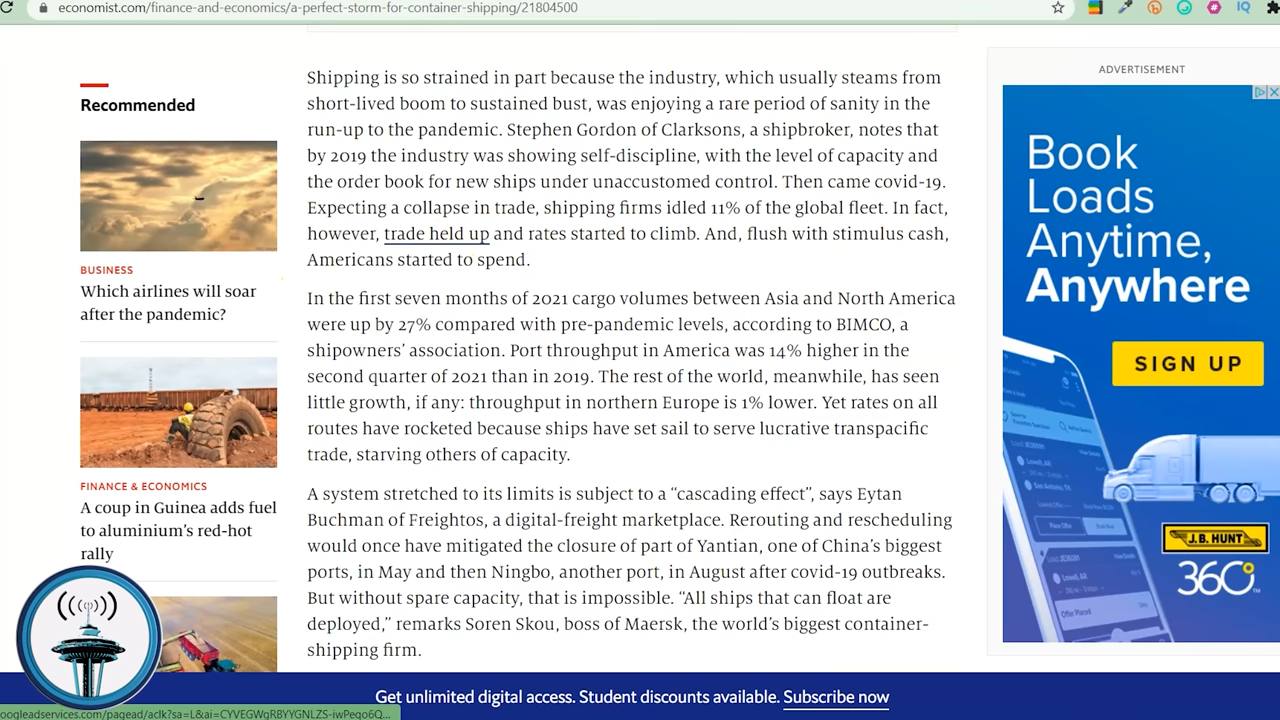 economist.com/finance-and-economics/a-perfect-storm-for-container-shipping/21804500
Recommended
BUSINESS
Which airlines will soar
after the pandemic?
FINANCE & ECONOMICS
A coup in Guinea adds fuel
to aluminium’s red-hot
rally
Shipping is so strained in part because the industry, which usually steams from
short-lived boom to sustained bust, was enjoying a rare period of sanity in the
run-up to the pandemic. Stephen Gordon of Clarksons, a shipbroker, notes that
by 2019 the industry was showing self-discipline, with the level of capacity and
the order book for new ships under unaccustomed control. Then came covid-19.
Expecting a collapse in trade, shipping firms idled 11% of the global fleet. In fact,
however, trade held up and rates started to climb. And, flush with stimulus cash,
Americans started to spend.
In the first seven months of 2021 cargo volumes between Asia and North America
were up by 27% compared with pre-pandemic levels, according to BIMCO, a
shipowners’ association. Port throughput in America was 14% higher in the
second quarter of 2021 than in 2019. The rest of the world, meanwhile, has seen
little growth, if any: throughput in northern Europe is 1% lower. Yet rates on all
routes have rocketed because ships have set sail to serve lucrative transpacific
trade, starving others of capacity.
A system stretched to its limits is subject to a “cascading effect”, says Eytan
Buchman of Freightos, a digital-freight marketplace. Rerouting and rescheduling
would once have mitigated the closure of part of Yantian, one of China’s biggest
ports, in May and then Ningbo, another port, in August after covid-19 outbreaks.
But without spare capacity, that is impossible. “All ships that can float are
deployed,” remarks Soren Skou, boss of Maersk, the world’s biggest container-
shipping firm.
ADVERTISEMENT
Book
Loads
Anytime,
Anywhere
SIGN UP
J.B. HUNT
360
Get unlimited digital access. Student discounts available. Subscribe now